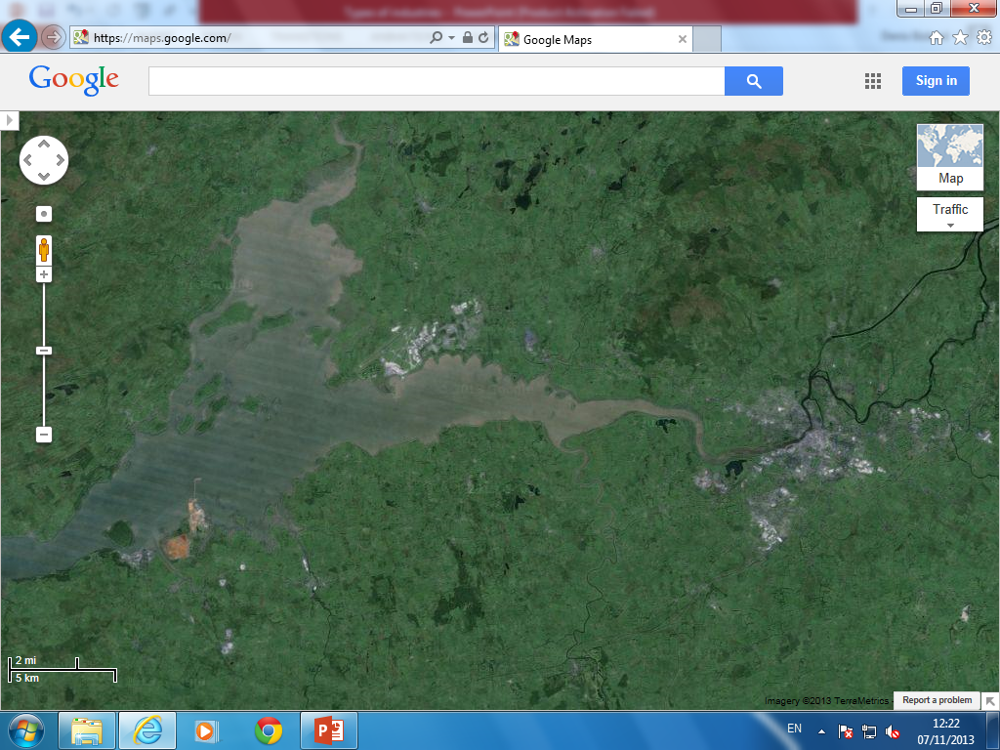 https://maps.google.com/
Google Maps
Google
Sign in
Map
Traffic
2 mi
5 km
Imagery ©2013 TerraMetrics
Report a problem
EN
12:22
07/11/2013